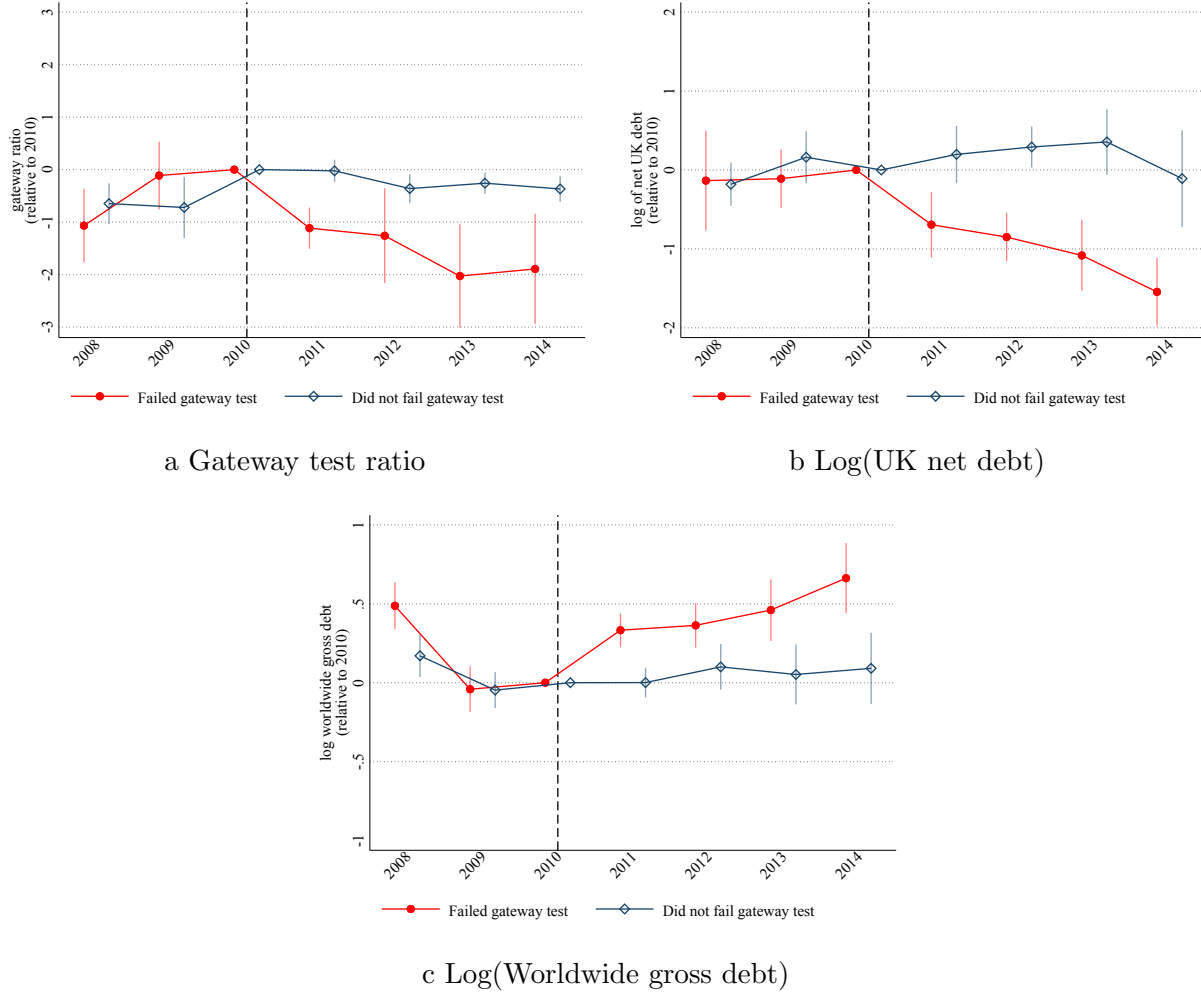 3
2
1
0
-1
-2
-3
gateway ratio
(relative to 2010)
2008
2009
2010
2011
2012
2013
2014
Failed gateway test
Did not fail gateway test
a Gateway test ratio
2
1
0
-1
-2
log of net UK debt
(relative to 2010)
2008
2009
2010
2011
2012
2013
2014
Failed gateway test
Did not fail gateway test
b Log(UK net debt)
1
.5
0
-.5
-1
log worldwide gross debt
(relative to 2010)
2008
2009
2010
2011
2012
2013
2014
Failed gateway test
Did not fail gateway test
c Log(Worldwide gross debt)